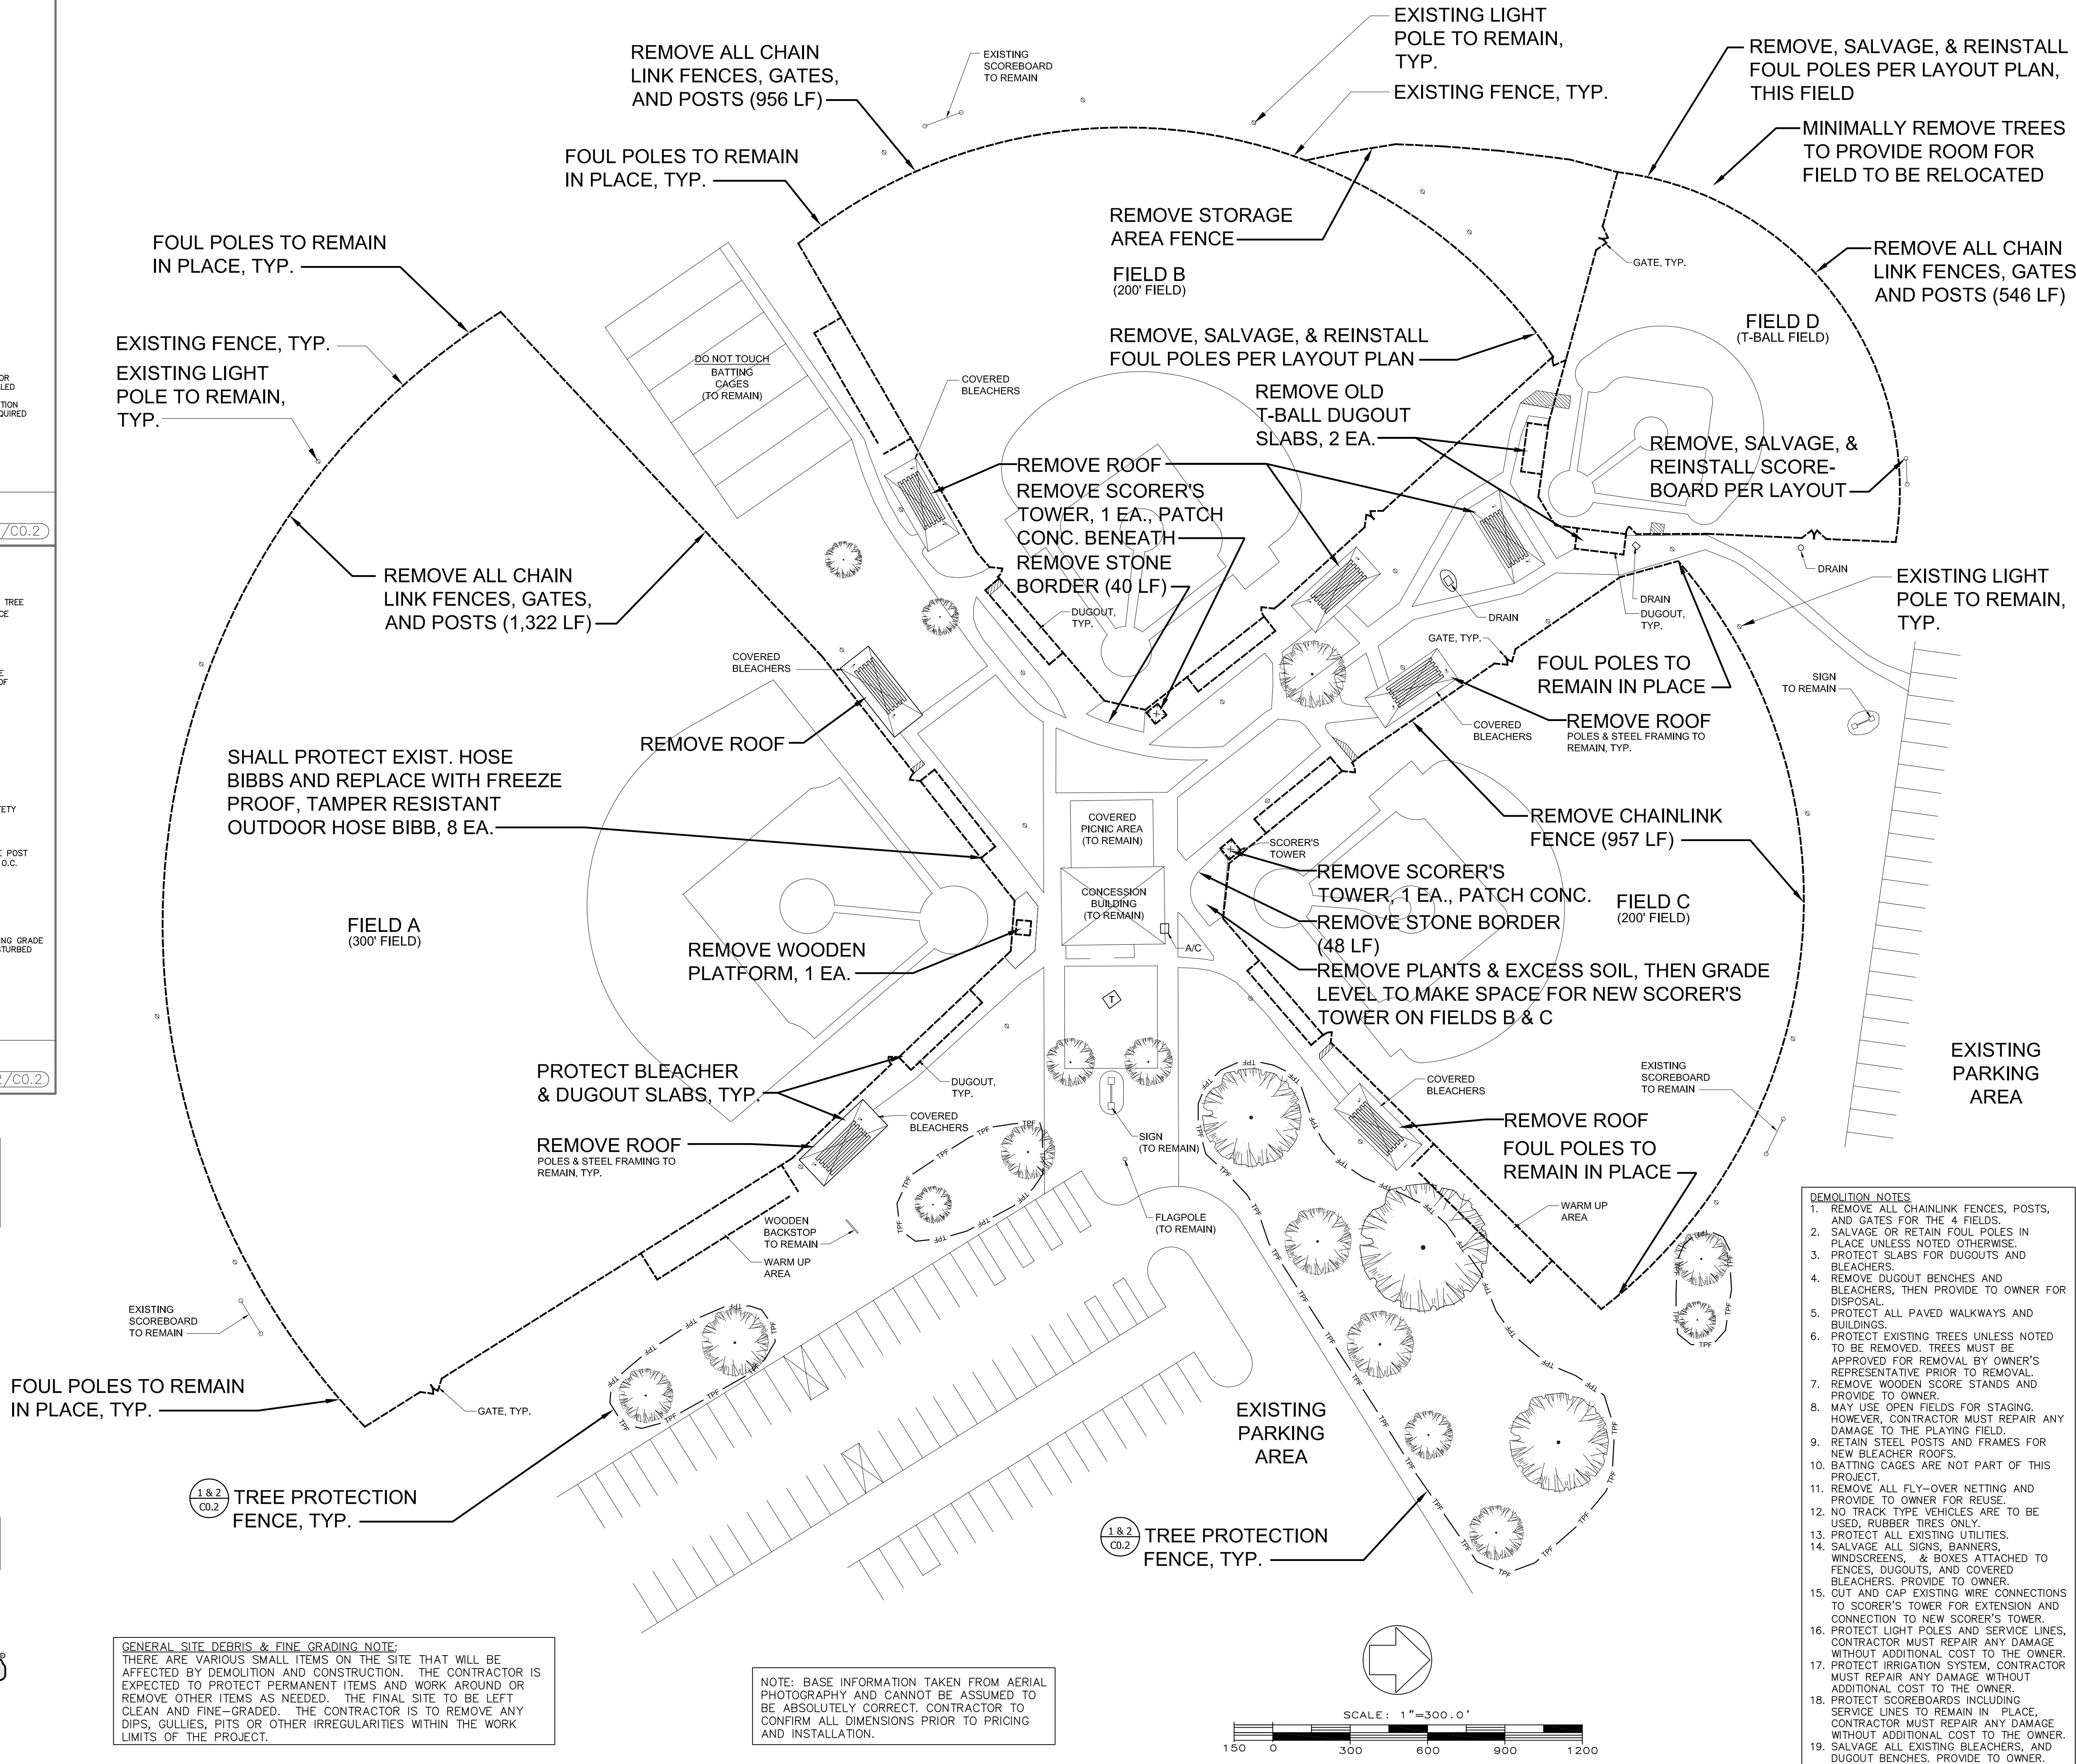 EXISTING LIGHT
POLE TO REMAIN,
TYP.
EXISTING FENCE, TYP.
REMOVE ALL CHAIN
LINK FENCES, GATES,
AND POSTS (956 LF)
EXISTING
SCOREBOARD
TO REMAIN
REMOVE, SALVAGE, & REINSTALL
FOUL POLES PER LAYOUT PLAN,
THIS FIELD
MINIMALLY REMOVE TREES
TO PROVIDE ROOM FOR
FIELD TO BE RELOCATED
FOUL POLES TO REMAIN
IN PLACE, TYP.
REMOVE STORAGE
AREA FENCE
FOUL POLES TO REMAIN
IN PLACE, TYP.
GATE, TYP.
REMOVE ALL CHAIN
LINK FENCES, GATES
AND POSTS (546 LF)
FIELD B
(200' FIELD)
FIELD D
(T-BALL FIELD)
EXISTING FENCE, TYP.
EXISTING LIGHT
POLE TO REMAIN,
TYP.
REMOVE, SALVAGE, & REINSTALL
FOUL POLES PER LAYOUT PLAN
DO NOT TOUCH
BATTING
CAGES
(TO REMAIN)
COVERED
BLEACHERS
REMOVE OLD
T-BALL DUGOUT
SLABS, 2 EA.
REMOVE, SALVAGE, &
REINSTALL SCORE-
BOARD PER LAYOUT
REMOVE ROOF
REMOVE SCORER'S
TOWER, 1 EA., PATCH
CONC. BENEATH
REMOVE STONE
BORDER (40 LF)
REMOVE ALL CHAIN
LINK FENCES, GATES,
AND POSTS (1,322 LF)
DUGOUT,
TYP.
DRAIN
DRAIN
DUGOUT,
TYP.
DRAIN
EXISTING LIGHT
POLE TO REMAIN,
TYP.
GATE, TYP.
COVERED
BLEACHERS
FOUL POLES TO
REMAIN IN PLACE
SIGN
TO REMAIN
REMOVE ROOF
COVERED
BLEACHERS
REMOVE ROOF
POLES & STEEL FRAMING TO
REMAIN, TYP.
SHALL PROTECT EXIST. HOSE
BIBBS AND REPLACE WITH FREEZE
PROOF, TAMPER RESISTANT
OUTDOOR HOSE BIBB, 8 EA.
COVERED
PICNIC AREA
(TO REMAIN)
SCORER'S
TOWER
REMOVE CHAINLINK
FENCE (957 LF)
REMOVE SCORER'S
TOWER, 1 EA., PATCH CONC.
CONCESSION
BUILDING
(TO REMAIN)
FIELD C
(200' FIELD)
FIELD A
(300' FIELD)
REMOVE STONE BORDER
(48 LF)
A/C
REMOVE WOODEN
PLATFORM, 1 EA.
REMOVE PLANTS & EXCESS SOIL, THEN GRADE
LEVEL TO MAKE SPACE FOR NEW SCORER'S
TOWER ON FIELDS B & C
T
PROTECT BLEACHER
& DUGOUT SLABS, TYP.
DUGOUT,
TYP.
COVERED
BLEACHERS
EXISTING
SCOREBOARD
TO REMAIN
EXISTING
PARKING
AREA
COVERED
BLEACHERS
REMOVE ROOF
POLES & STEEL FRAMING TO
REMAIN, TYP.
SIGN
(TO REMAIN)
REMOVE ROOF
FOUL POLES TO
REMAIN IN PLACE
WOODEN
BACKSTOP
TO REMAIN
WARM UP
AREA
FLAGPOLE
(TO REMAIN)
WARM UP
AREA
EXISTING
SCOREBOARD
TO REMAIN
FOUL POLES TO REMAIN
IN PLACE, TYP.
GATE, TYP.
EXISTING
PARKING
AREA
1 & 2
C0.2
TREE PROTECTION
FENCE, TYP.
1 & 2
C0.2
TREE PROTECTION
FENCE, TYP.
TPF
DEMOLITION NOTES
1. REMOVE ALL CHAINLINK FENCES, POSTS,
AND GATES FOR THE 4 FIELDS.
2. SALVAGE OR RETAIN FOUL POLES IN
PLACE UNLESS NOTED OTHERWISE.
3. PROTECT SLABS FOR DUGOUTS AND
BLEACHERS.
4. REMOVE DUGOUT BENCHES AND
BLEACHERS, THEN PROVIDE TO OWNER FOR
DISPOSAL.
5. PROTECT ALL PAVED WALKWAYS AND
BUILDINGS.
6. PROTECT EXISTING TREES UNLESS NOTED
TO BE REMOVED. TREES MUST BE
APPROVED FOR REMOVAL BY OWNER'S
REPRESENTATIVE PRIOR TO REMOVAL.
7. REMOVE WOODEN SCORE STANDS AND
PROVIDE TO OWNER.
8. MAY USE OPEN FIELDS FOR STAGING.
HOWEVER, CONTRACTOR MUST REPAIR ANY
DAMAGE TO THE PLAYING FIELD.
9. RETAIN STEEL POSTS AND FRAMES FOR
NEW BLEACHER ROOFS.
10. BATTING CAGES ARE NOT PART OF THIS
PROJECT.
11. REMOVE ALL FLY-OVER NETTING AND
PROVIDE TO OWNER FOR REUSE.
12. NO TRACK TYPE VEHICLES ARE TO BE
USED, RUBBER TIRES ONLY.
13. PROTECT ALL EXISTING UTILITIES.
14. SALVAGE ALL SIGNS, BANNERS,
WINDSCREENS, & BOXES ATTACHED TO
FENCES, DUGOUTS, AND COVERED
BLEACHERS. PROVIDE TO OWNER.
15. CUT AND CAP EXISTING WIRE CONNECTIONS
TO SCORER'S TOWER FOR EXTENSION AND
CONNECTION TO NEW SCORER'S TOWER.
16. PROTECT LIGHT POLES AND SERVICE LINES,
CONTRACTOR MUST REPAIR ANY DAMAGE
WITHOUT ADDITIONAL COST TO THE OWNER.
17. PROTECT IRRIGATION SYSTEM, CONTRACTOR
MUST REPAIR ANY DAMAGE WITHOUT
ADDITIONAL COST TO THE OWNER.
18. PROTECT SCOREBOARDS INCLUDING
SERVICE LINES TO REMAIN IN PLACE,
CONTRACTOR MUST REPAIR ANY DAMAGE
WITHOUT ADDITIONAL COST TO THE OWNER.
19. SALVAGE ALL EXISTING BLEACHERS, AND
DUGOUT BENCHES. PROVIDE TO OWNER.
GENERAL SITE DEBRIS & FINE GRADING NOTE:
THERE ARE VARIOUS SMALL ITEMS ON THE SITE THAT WILL BE
AFFECTED BY DEMOLITION AND CONSTRUCTION. THE CONTRACTOR IS
EXPECTED TO PROTECT PERMANENT ITEMS AND WORK AROUND OR
REMOVE OTHER ITEMS AS NEEDED. THE FINAL SITE TO BE LEFT
CLEAN AND FINE-GRADED. THE CONTRACTOR IS TO REMOVE ANY
DIPS, GULLIES, PITS OR OTHER IRREGULARITIES WITHIN THE WORK
LIMITS OF THE PROJECT.
NOTE: BASE INFORMATION TAKEN FROM AERIAL
PHOTOGRAPHY AND CANNOT BE ASSUMED TO
BE ABSOLUTELY CORRECT. CONTRACTOR TO
CONFIRM ALL DIMENSIONS PRIOR TO PRICING
AND INSTALLATION.
SCALE: 1"=300.0'
150 0 300 600 900 1200
OR
TREE
POST
O.C.
NG GRADE
/C0.2
/C0.2